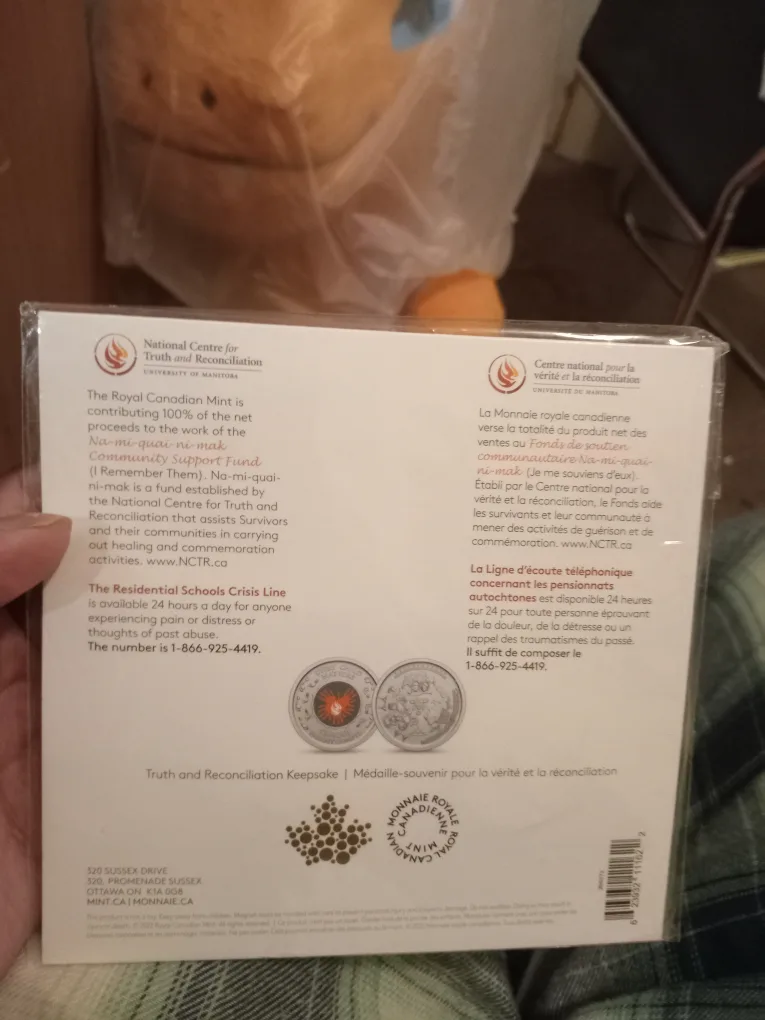 National Centre for
Truth and Reconciliation
UNIVERSITY OF MANITOBA
The Royal Canadian Mint is
contributing 100% of the net
proceeds to the work of the
Na-mi-quai-ni-mak
Community Support Fund
(I Remember Them). Na-mi-quai-
ni-mak is a fund established by
the National Centre for Truth and
Reconciliation that assists Survivors
and their communities in carrying
out healing and commemoration
activities. www.NCTR.ca
The Residential Schools Crisis Line
is available 24 hours a day for anyone
experiencing pain or distress or
thoughts of past abuse.
The number is 1-866-925-4419.
Centre national pour la
vérité et la réconciliation
UNIVERSITÉ DU MANITOBA
La Monnaie royale canadienne
verse la totalité du produit net des
ventes au Fonds de soutien
communautaire Na-mi-quai-
ni-mak (Je me souviens d'eux).
Établi par le Centre national pour la
vérité et la réconciliation, le Fonds aide
les survivants et leur communauté à
mener des activités de guérison et de
commémoration. www.NCTR.ca
La Ligne d'écoute téléphonique
concernant les pensionnats
autochtones est disponible 24 heures
sur 24 pour toute personne éprouvant
de la douleur, de la détresse ou un
rappel des traumatismes du passé.
Il suffit de composer le
1-866-925-4419.
Truth and Reconciliation Keepsake | Médaille-souvenir pour la vérité et la réconciliation
MONNAIE ROYALE CANADIENNE
ROYAL CANADIAN MINT
320 SUSSEX DRIVE
320, PROMENADE SUSSEX
OTTAWA ON K1A 0G8
MINT.CA | MONNAIE.CA
6 23932 11162 2